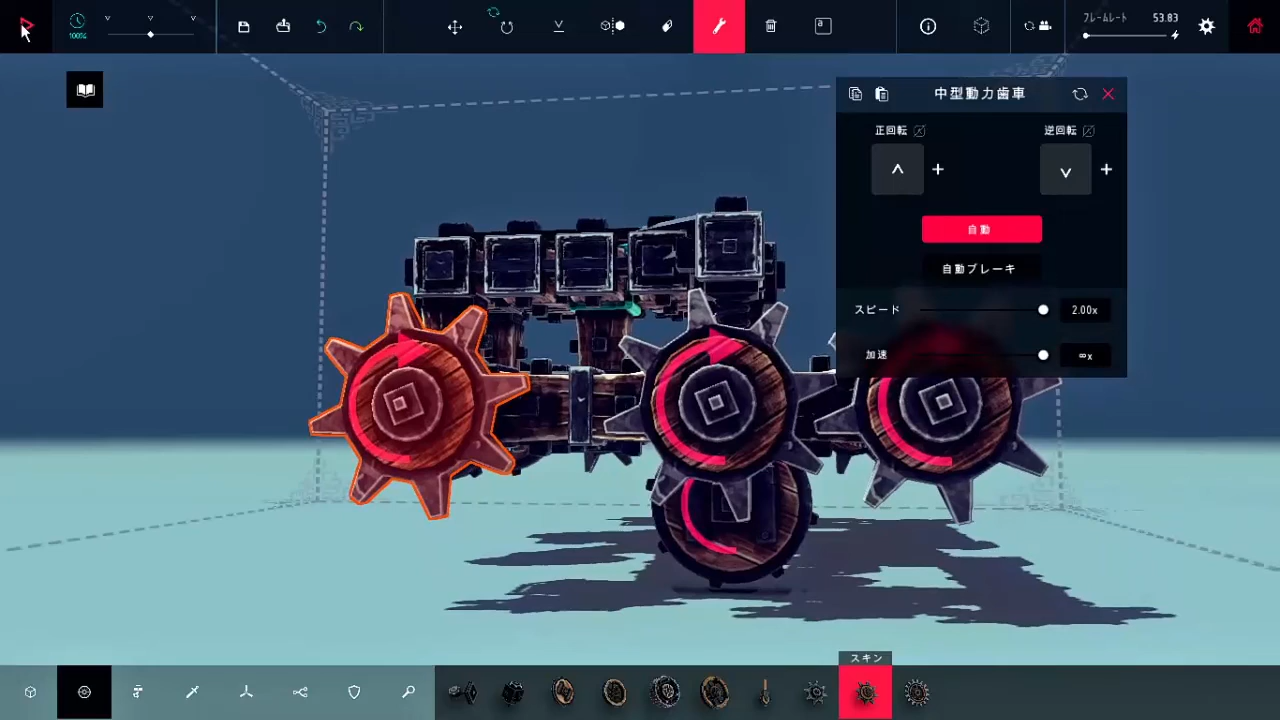 100%
フレームレート 53.83
a
中型動力歯車
正回転 逆回転
自動
自動ブレーキ
スピード 2.00x
加速 ∞x
スキン